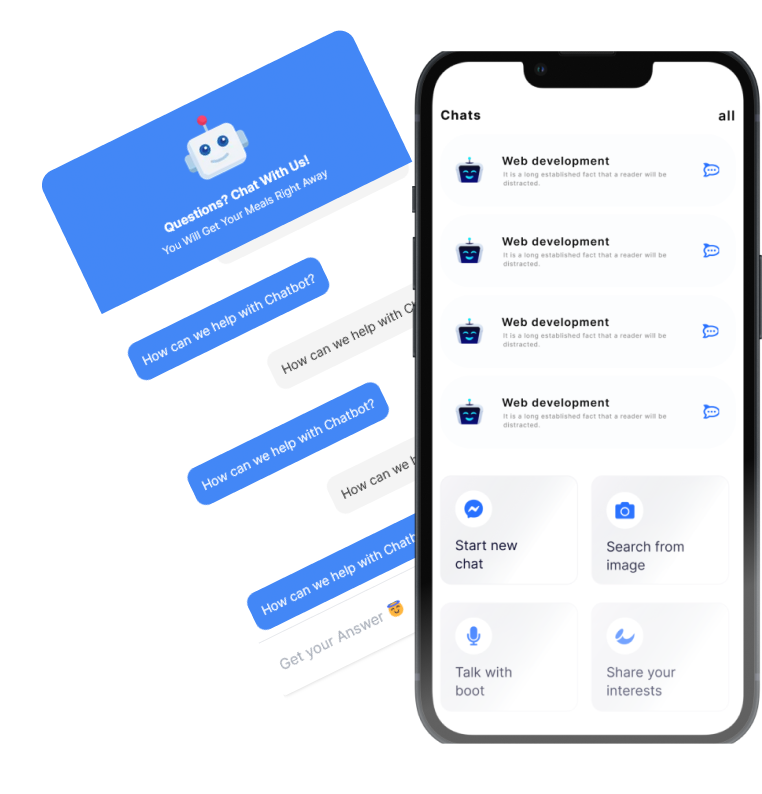 Questions? Chat With Us!
You Will Get Your Meals Right Away
How can we help with Chatbot?
How can we help with
How can we help with Chatbot?
How can we
How can we help with
Get your Answer
Chats
all
Web development
It is a long established fact that a reader will be
distracted.
Web development
It is a long established fact that a reader will be
distracted.
Web development
It is a long established fact that a reader will be
distracted.
Web development
It is a long established fact that a reader will be
distracted.
Start new
chat
Search from
image
Talk with
boot
Share your
interests